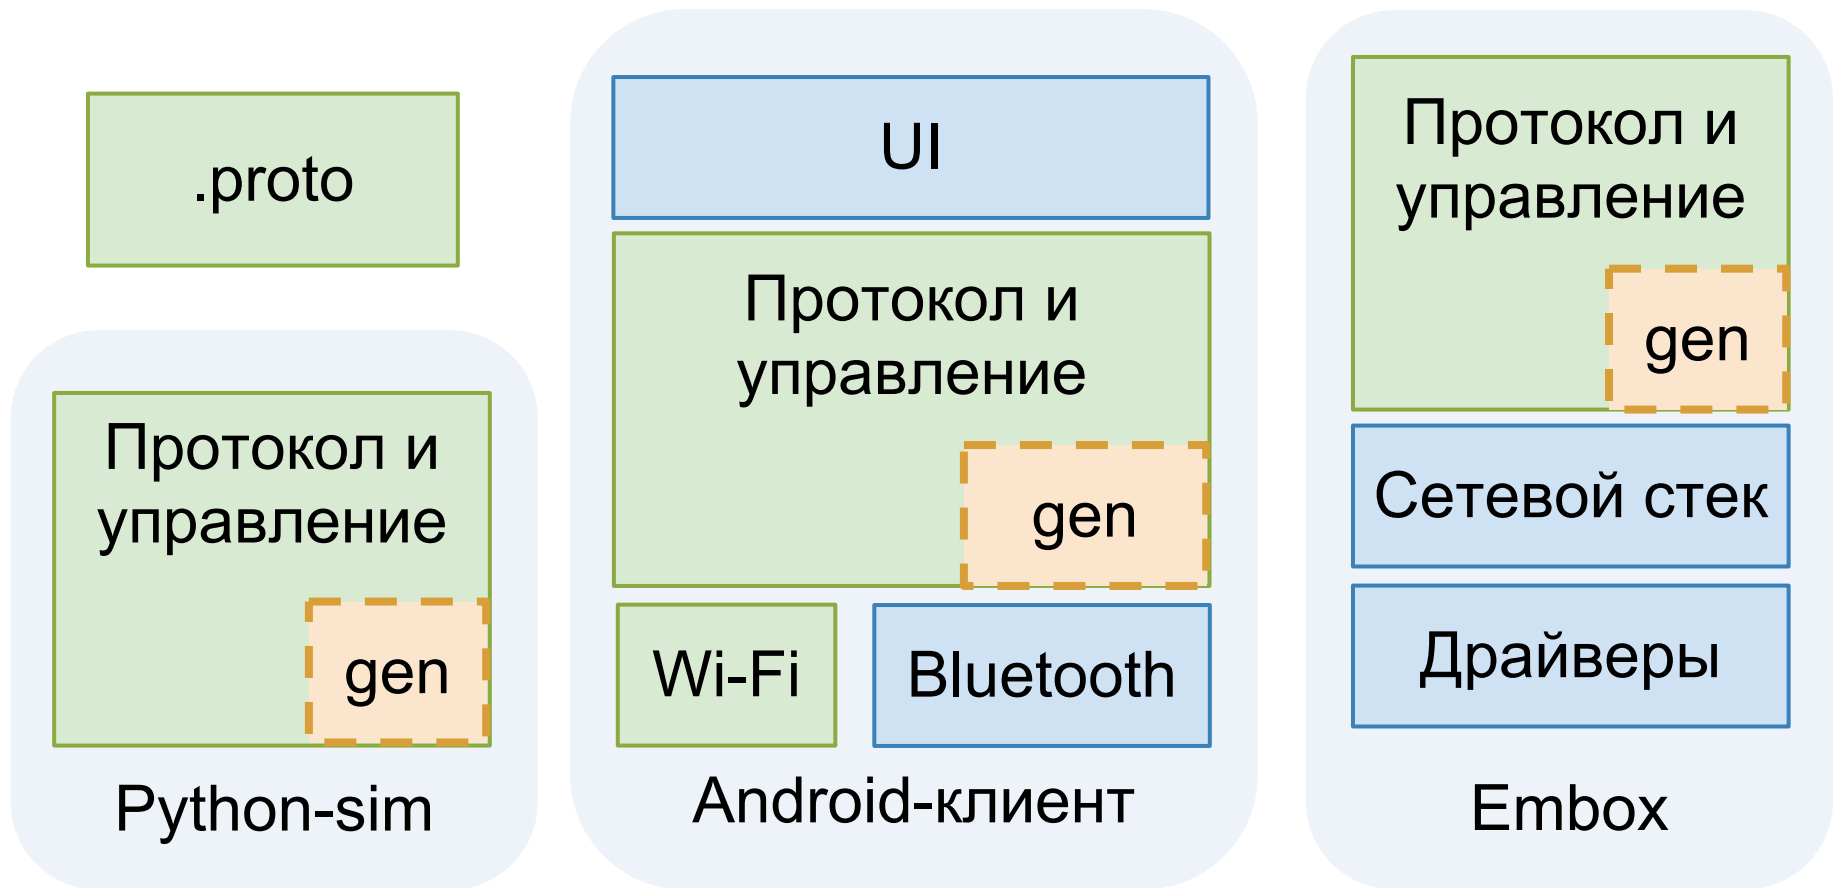 .proto
Протокол и
управление
gen
Python-sim
UI
Протокол и
управление
gen
Wi-Fi
Bluetooth
Android-клиент
Протокол и
управление
gen
Сетевой стек
Драйверы
Embox